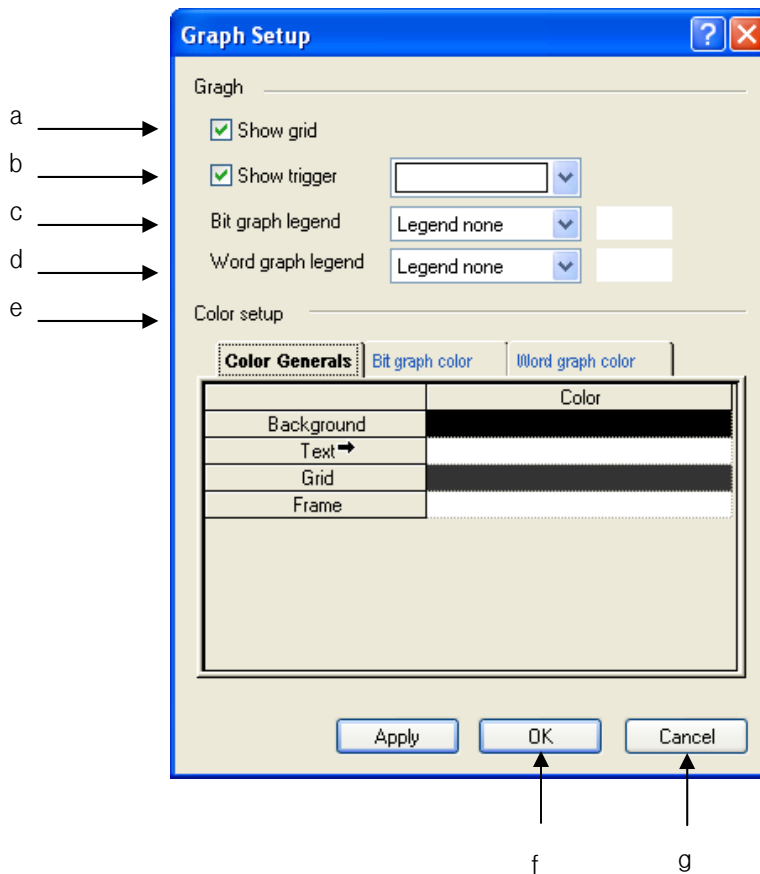 Graph Setup
Gragh
a
Show grid
b
Show trigger
c
Bit graph legend Legend none
d
Word graph legend Legend none
e
Color setup
Color Generals Bit graph color Word graph color
Color
Background
Text
Grid
Frame
Apply OK Cancel
f g